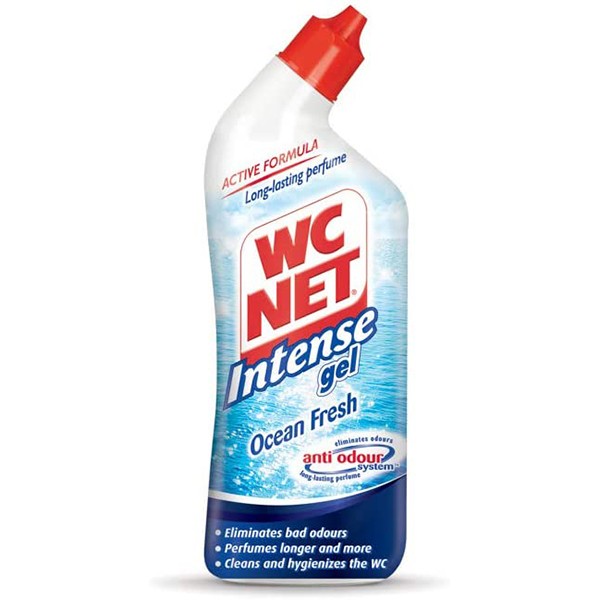 ACTIVE FORMULA
Long-lasting perfume
WC
NET®
Intense
gel
Ocean Fresh
eliminates odours
anti odour
system™
long-lasting perfume
• Eliminates bad odours
• Perfumes longer and more
• Cleans and hygienizes the WC